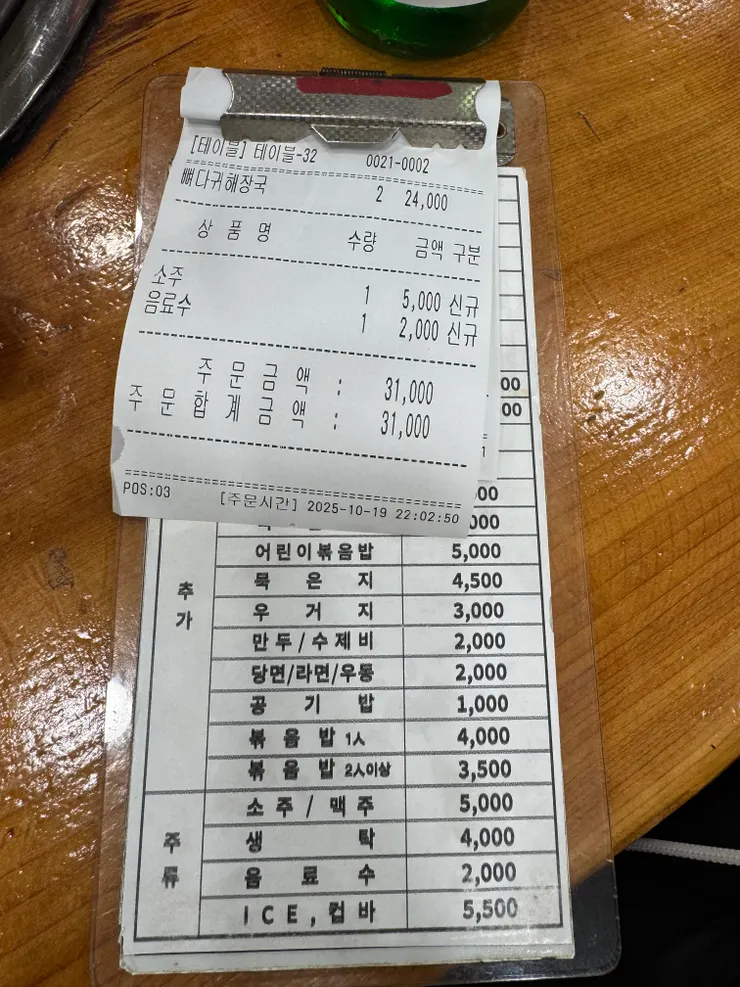 [테이블] 테이블-32 0021-0002
뼈다귀해장국 2 24,000
상 품 명 수량 금액 구분
소주 1 5,000 신규
음료수 1 2,000 신규
주 문 금 액 : 31,000
주 문 합 계 금 액 : 31,000
POS:03 [주문시간] 2025-10-19 22:02:50
00
00
000
000
추가
어린이볶음밥 5,000
묵 은 지 4,500
우 거 지 3,000
만두/수제비 2,000
당면/라면/우동 2,000
공 기 밥 1,000
볶 음 밥 1人 4,000
볶 음 밥 2人이상 3,500
주류
소 주 / 맥 주 5,000
생 탁 4,000
음 료 수 2,000
ICE,컵바 5,500